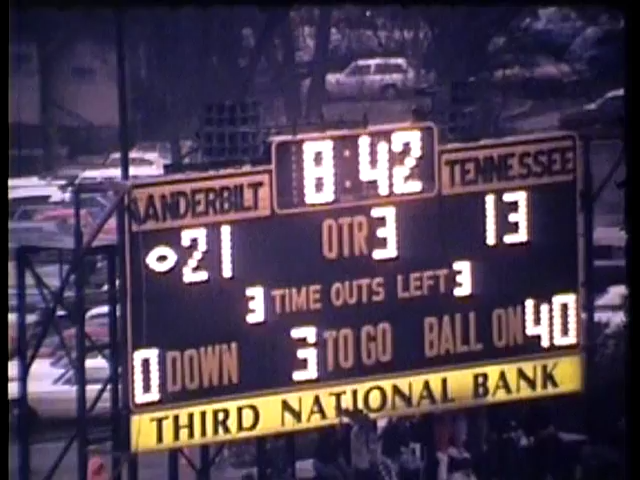 8:42
VANDERBILT TENNESSEE
21 QTR 3 13
3 TIME OUTS LEFT 3
0 DOWN 3 TO GO BALL ON 40
THIRD NATIONAL BANK